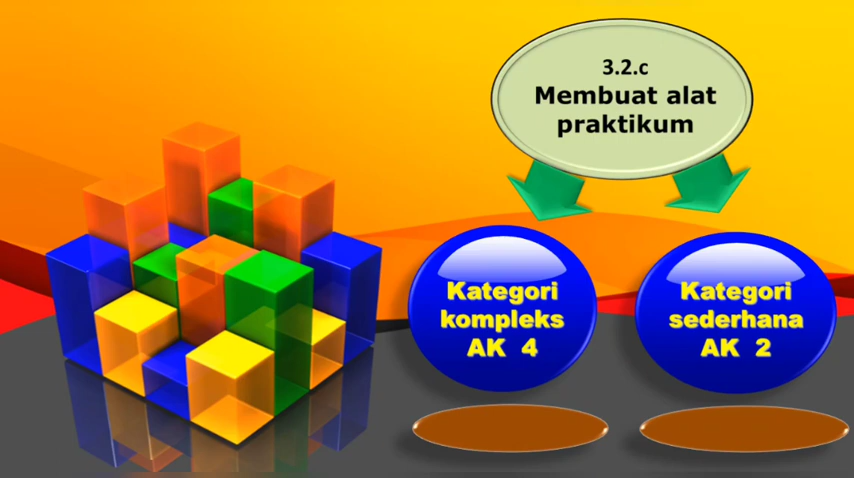 3.2.c
Membuat alat
praktikum
Kategori
kompleks
AK 4
Kategori
sederhana
AK 2